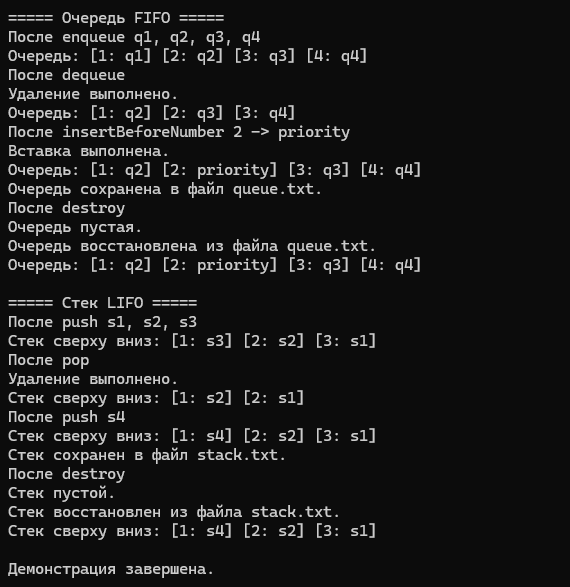 ===== Очередь FIFO =====
После enqueue q1, q2, q3, q4
Очередь: [1: q1] [2: q2] [3: q3] [4: q4]
После dequeue
Удаление выполнено.
Очередь: [1: q2] [2: q3] [3: q4]
После insertBeforeNumber 2 -> priority
Вставка выполнена.
Очередь: [1: q2] [2: priority] [3: q3] [4: q4]
Очередь сохранена в файл queue.txt.
После destroy
Очередь пустая.
Очередь восстановлена из файла queue.txt.
Очередь: [1: q2] [2: priority] [3: q3] [4: q4]

===== Стек LIFO =====
После push s1, s2, s3
Стек сверху вниз: [1: s3] [2: s2] [3: s1]
После pop
Удаление выполнено.
Стек сверху вниз: [1: s2] [2: s1]
После push s4
Стек сверху вниз: [1: s4] [2: s2] [3: s1]
Стек сохранен в файл stack.txt.
После destroy
Стек пустой.
Стек восстановлен из файла stack.txt.
Стек сверху вниз: [1: s4] [2: s2] [3: s1]

Демонстрация завершена.